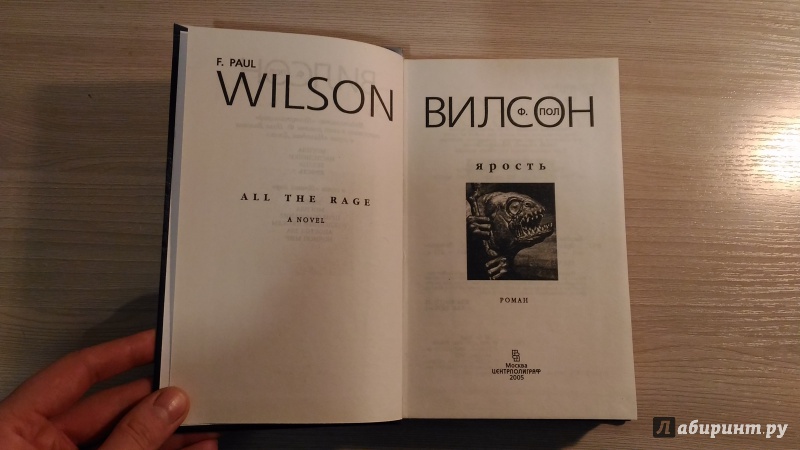 F. PAUL
WILSON
ALL THE RAGE
A NOVEL
ВИЛСОН
Ф. ПОЛ
ярость
РОМАН
Москва
ЦЕНТРПОЛИГРАФ
2005
Лабиринт.ру